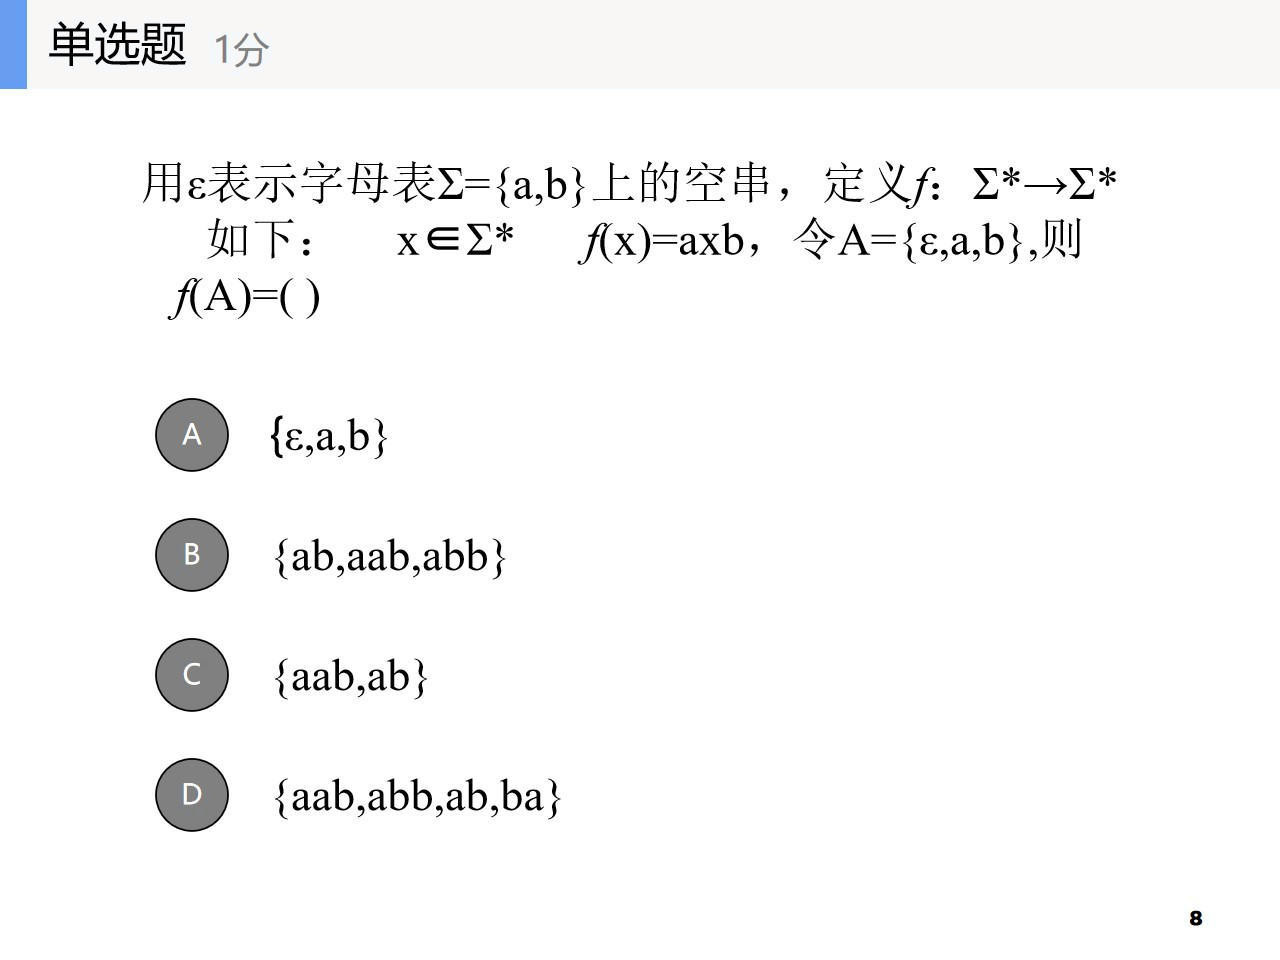 单选题 1分
用ε表示字母表Σ={a,b}上的空串，定义f：Σ*→Σ*
如下： x∈Σ* f(x)=axb，令A={ε,a,b},则
f(A)=( )
A {ε,a,b}
B {ab,aab,abb}
C {aab,ab}
D {aab,abb,ab,ba}
8